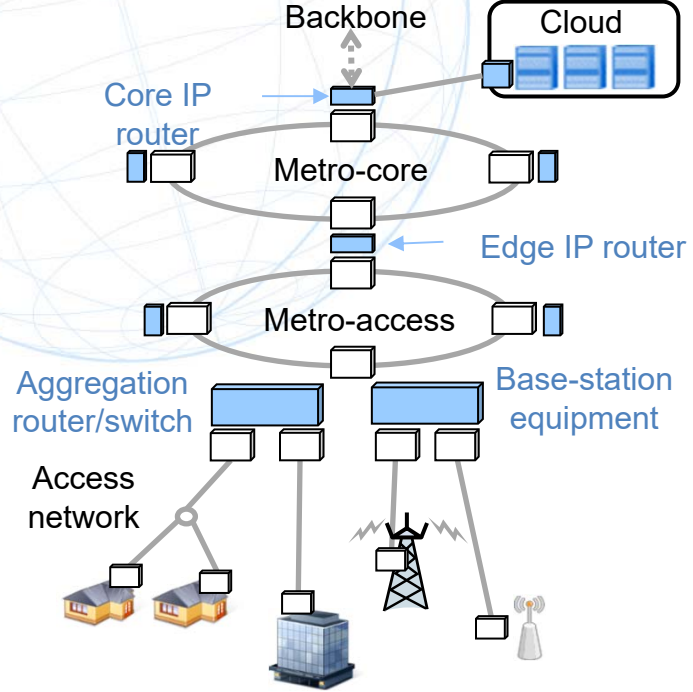 Backbone
Cloud
Core IP
router
Metro-core
Edge IP router
Metro-access
Aggregation
router/switch
Base-station
equipment
Access
network